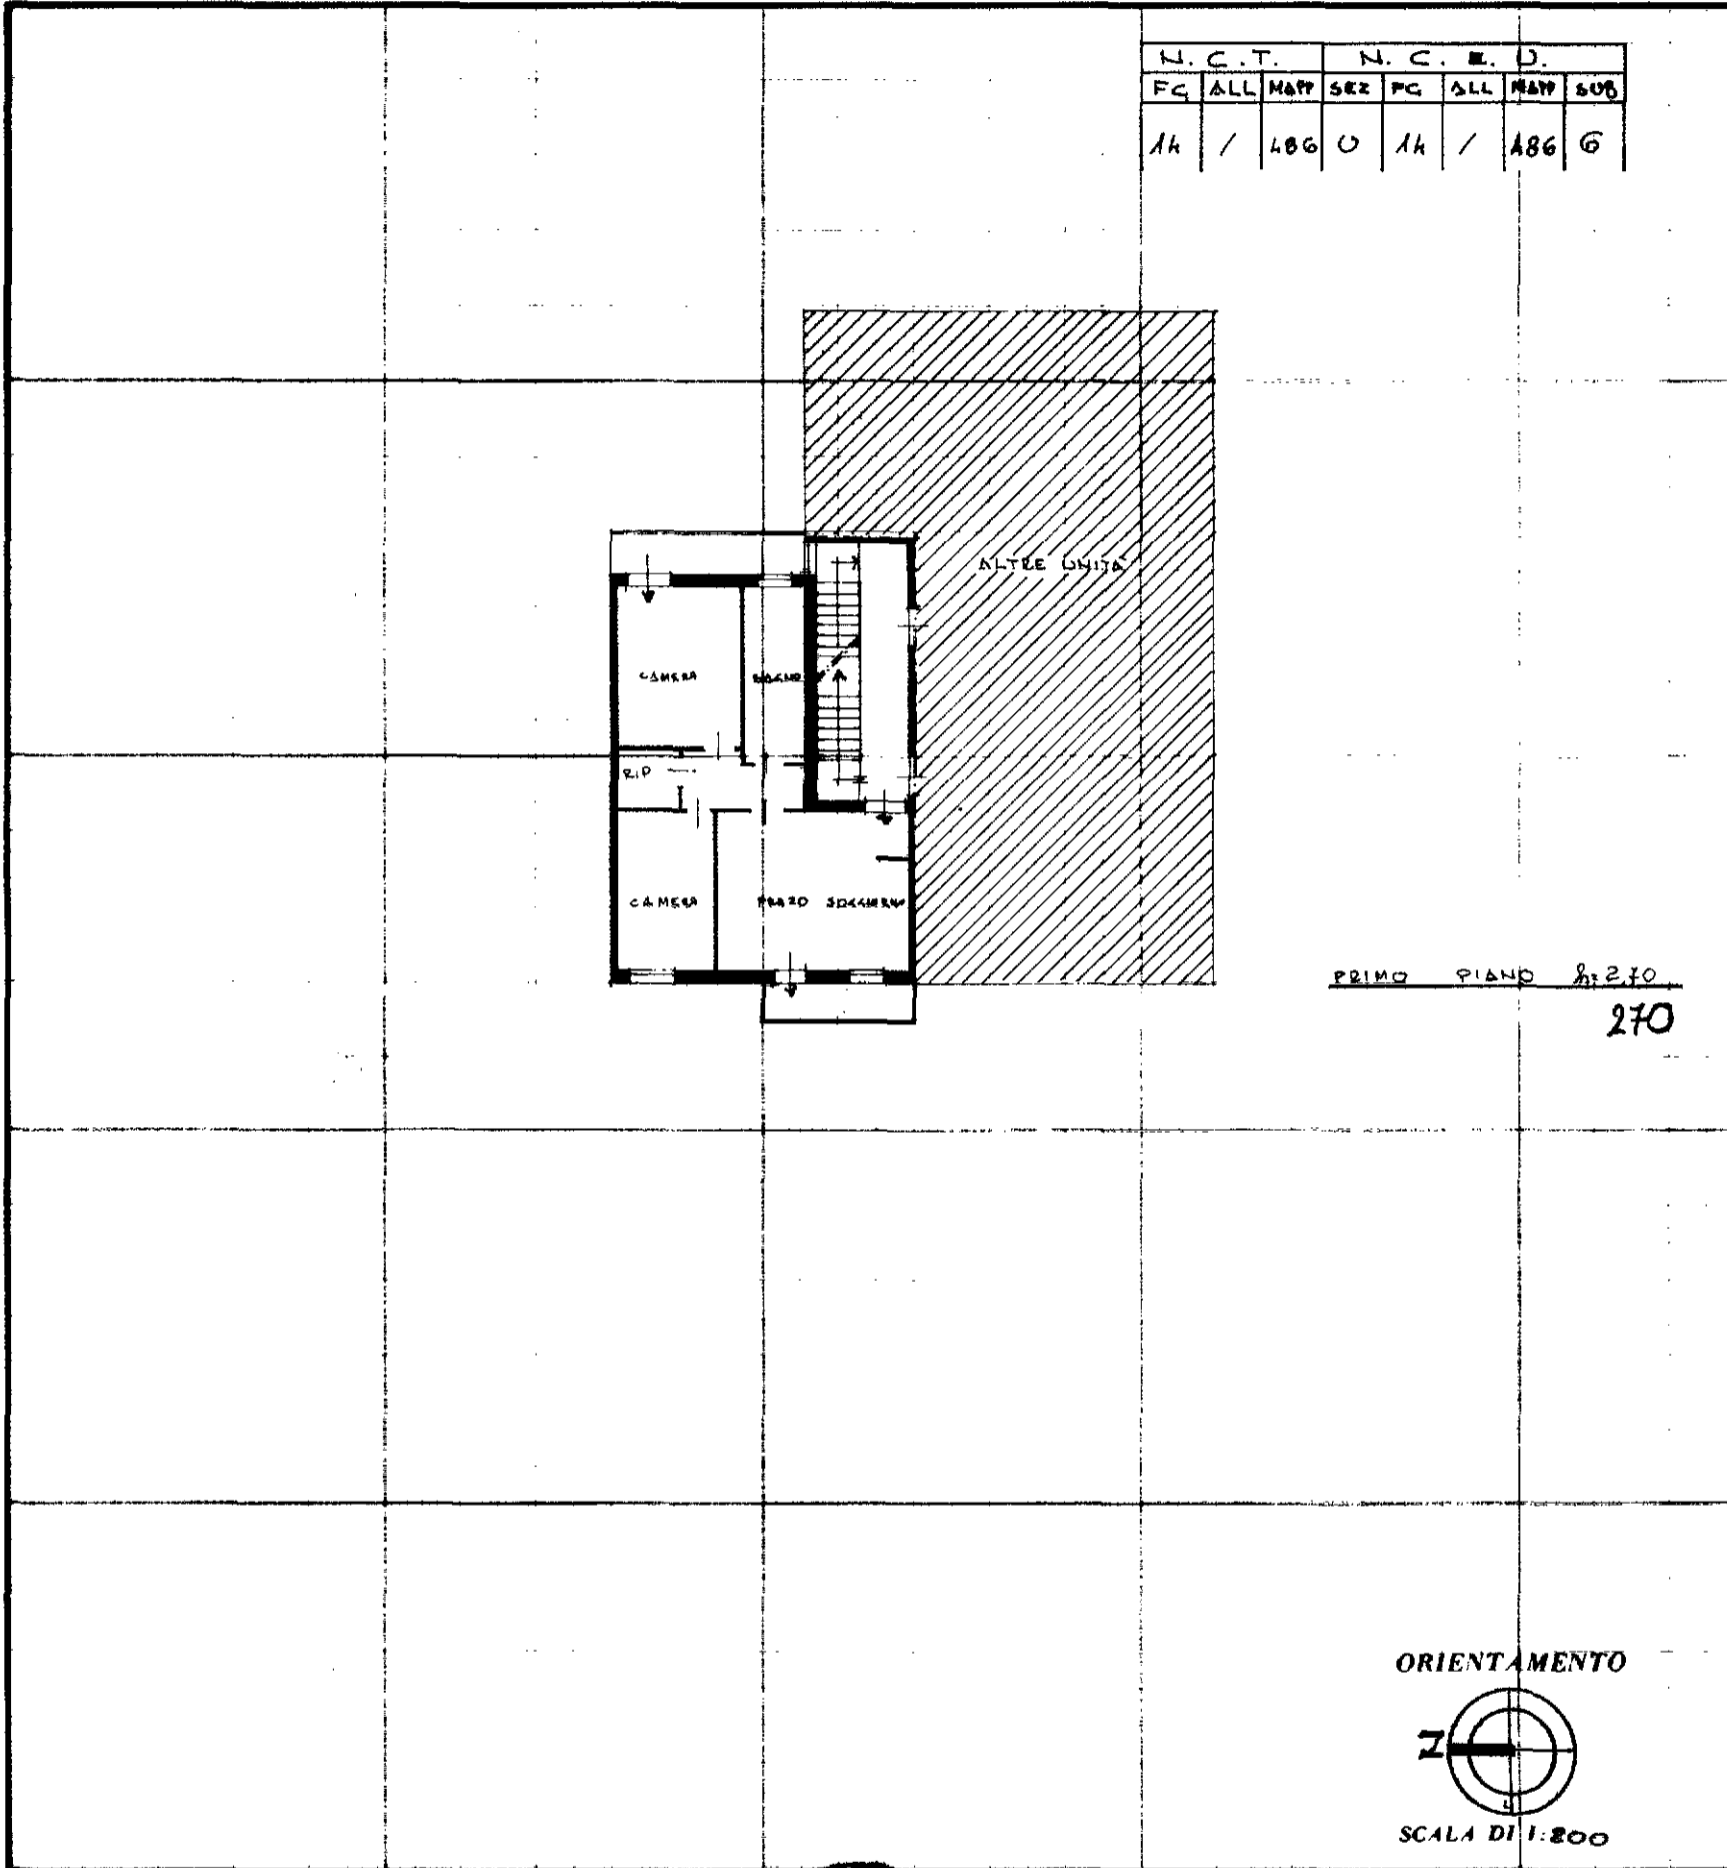 N. C. T. N. C. E. U.
FG ALL MAPP SEZ FG ALL MAPP SUB
14 / 486 U 14 / 486 6
ALTRE UNITÀ
CAMERA BAGNO
RIP
CAMERA PRANZO SOGGIORNO
PRIMO PIANO h=2,70
270
ORIENTAMENTO
N
SCALA DI 1:200